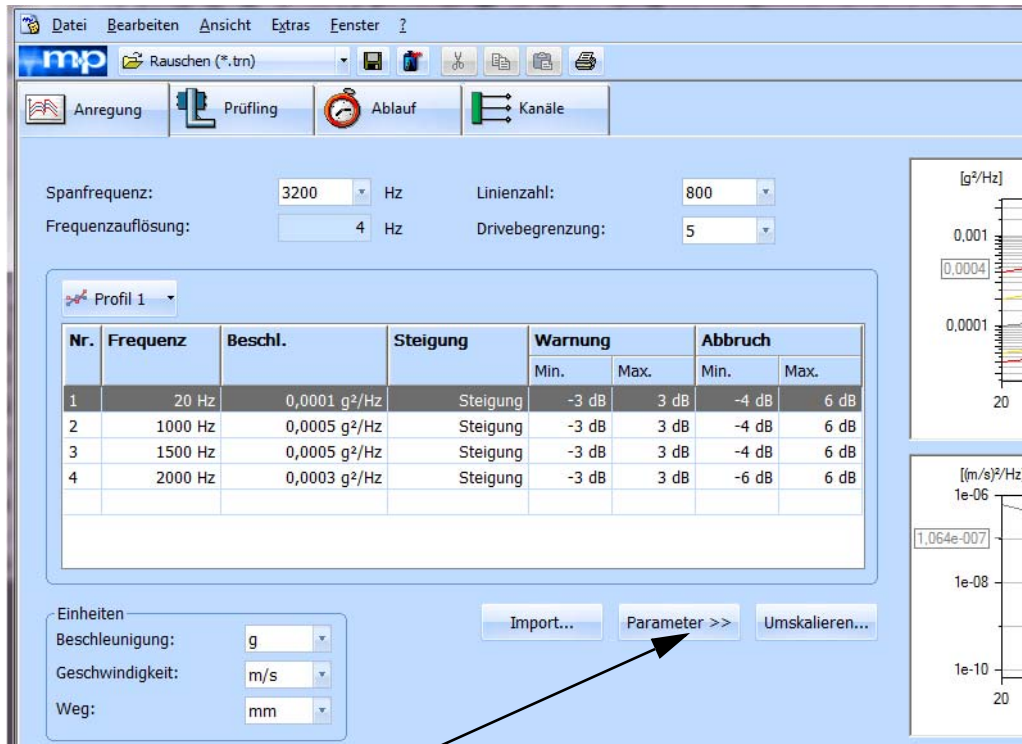 Datei Bearbeiten Ansicht Extras Fenster ?
m+p Rauschen (*.trn)
Anregung Prüfling Ablauf Kanäle
Spanfrequenz: 3200 Hz Linienzahl: 800
Frequenzauflösung: 4 Hz Drivebegrenzung: 5
Profil 1
Nr. Frequenz Beschl. Steigung Warnung Abbruch
Min. Max. Min. Max.
1 20 Hz 0,0001 g²/Hz Steigung -3 dB 3 dB -4 dB 6 dB
2 1000 Hz 0,0005 g²/Hz Steigung -3 dB 3 dB -4 dB 6 dB
3 1500 Hz 0,0005 g²/Hz Steigung -3 dB 3 dB -4 dB 6 dB
4 2000 Hz 0,0003 g²/Hz Steigung -3 dB 3 dB -6 dB 6 dB
Import... Parameter >> Umskalieren...
Einheiten
Beschleunigung: g
Geschwindigkeit: m/s
Weg: mm
[g²/Hz]
0,001
0,0004
0,0001
20
[(m/s)²/Hz
1e-06
1,064e-007
1e-08
1e-10
20